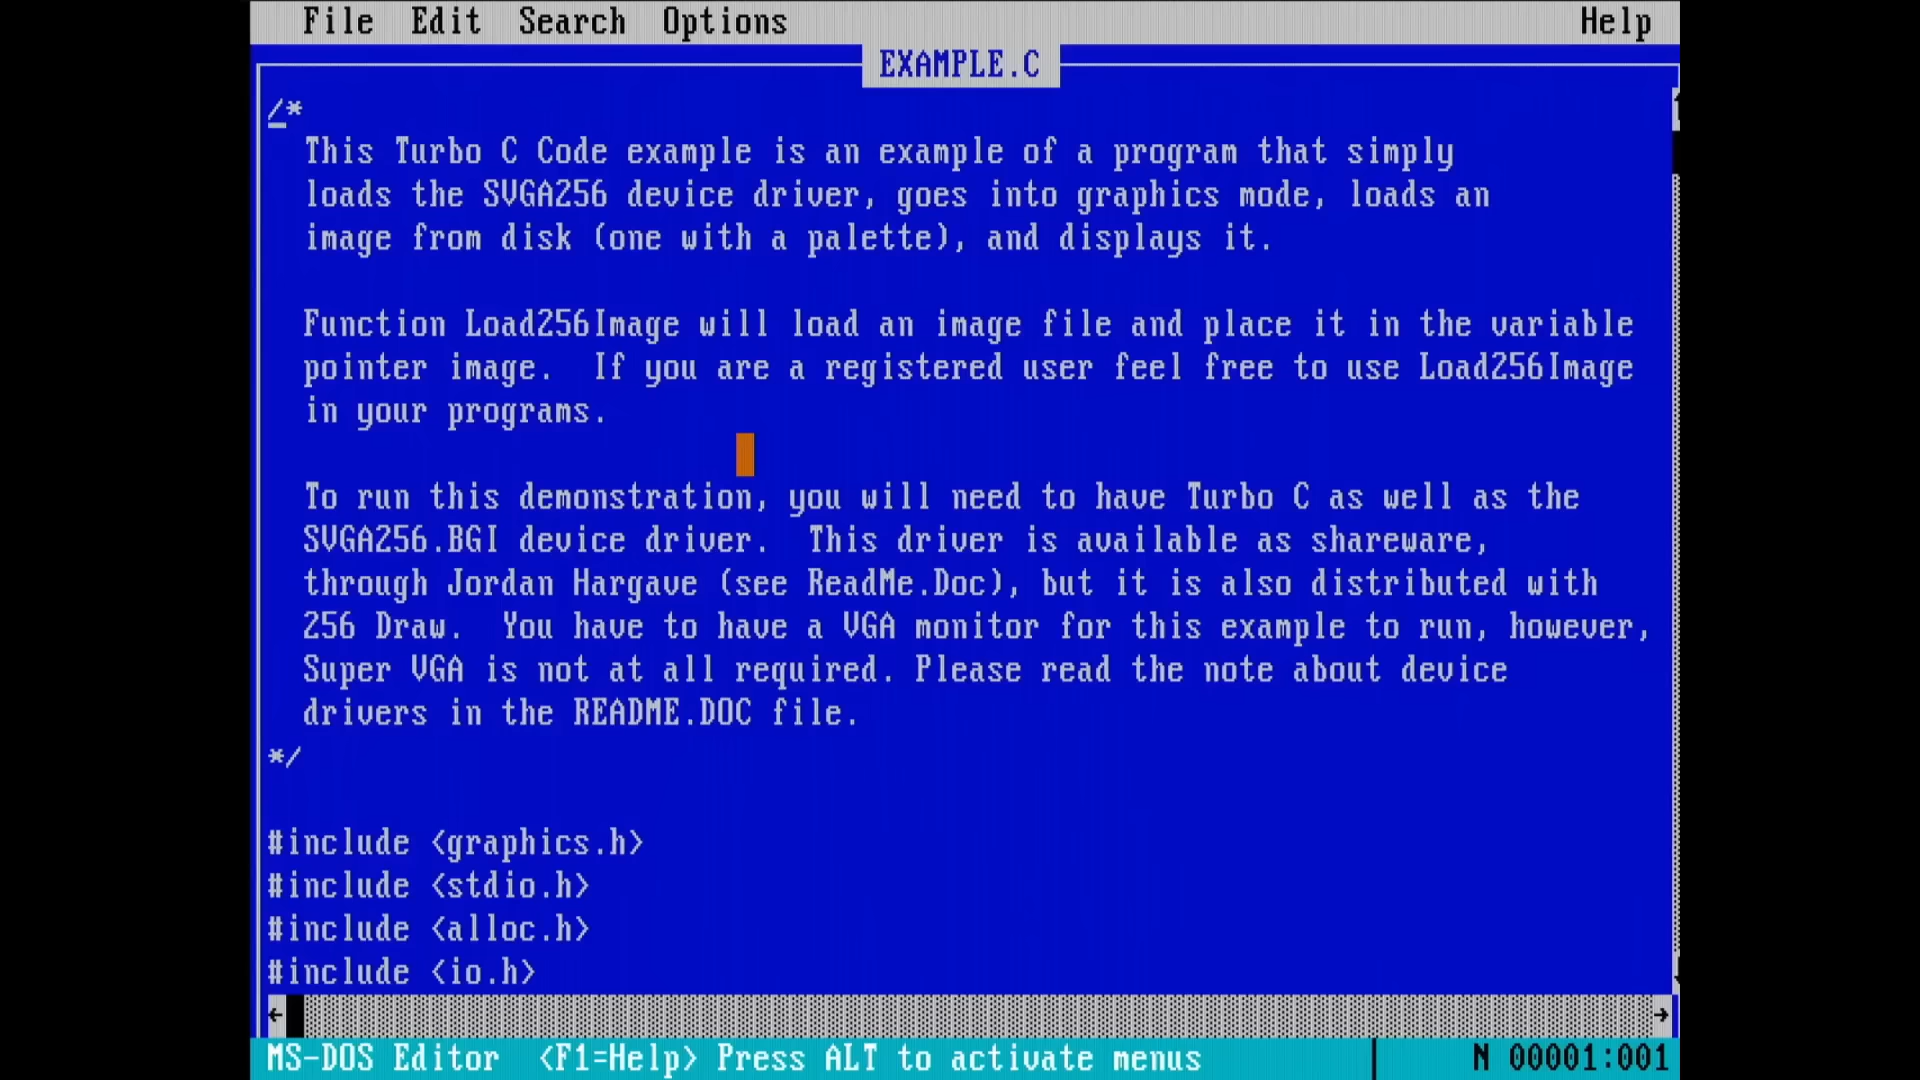 File Edit Search Options Help
EXAMPLE.C
/*
This Turbo C Code example is an example of a program that simply
loads the SVGA256 device driver, goes into graphics mode, loads an
image from disk (one with a palette), and displays it.
Function Load256Image will load an image file and place it in the variable
pointer image.  If you are a registered user feel free to use Load256Image
in your programs.
To run this demonstration, you will need to have Turbo C as well as the
SVGA256.BGI device driver.  This driver is available as shareware,
through Jordan Hargave (see ReadMe.Doc), but it is also distributed with
256 Draw.  You have to have a VGA monitor for this example to run, however,
Super VGA is not at all required. Please read the note about device
drivers in the README.DOC file.
*/
#include <graphics.h>
#include <stdio.h>
#include <alloc.h>
#include <io.h>
MS-DOS Editor  <F1=Help> Press ALT to activate menus N 00001:001